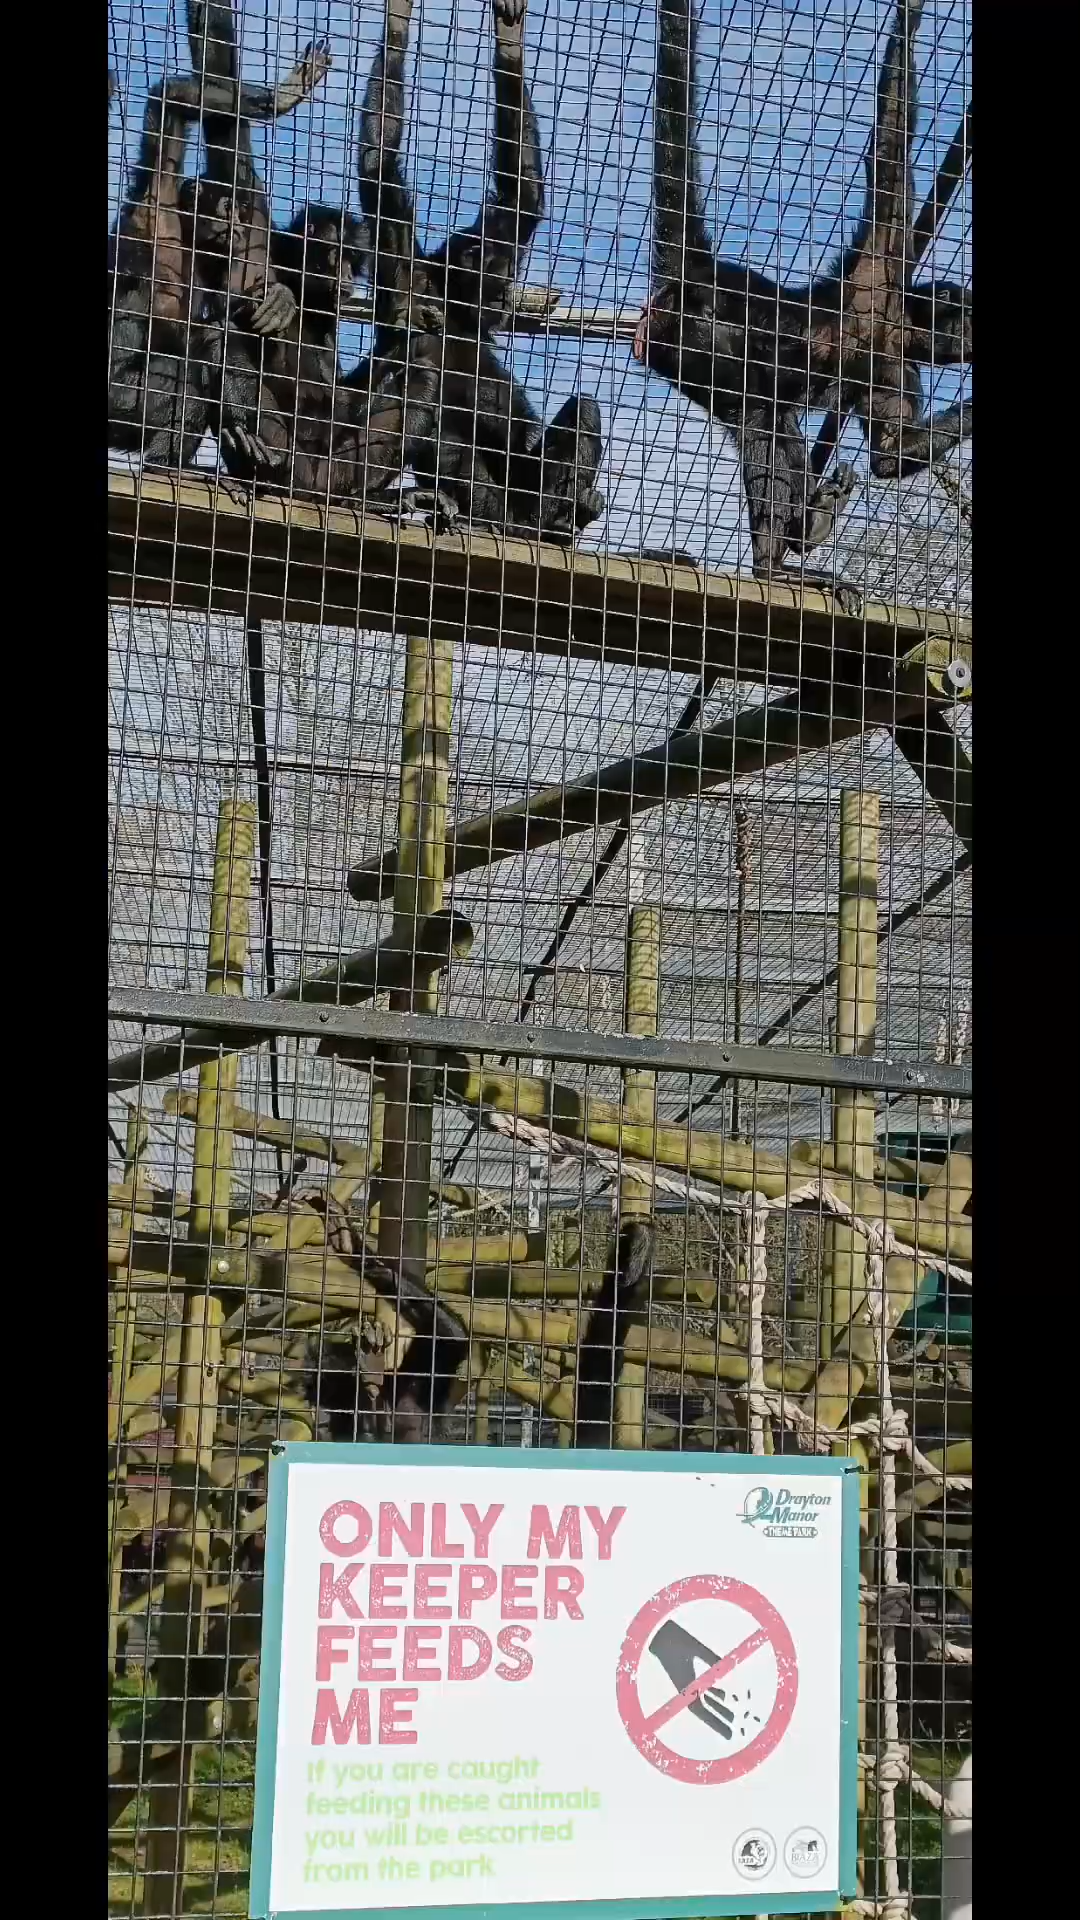 Drayton
Manor
THEME PARK
ONLY MY
KEEPER
FEEDS
ME
If you are caught
feeding these animals
you will be escorted
from the park
BIAZA